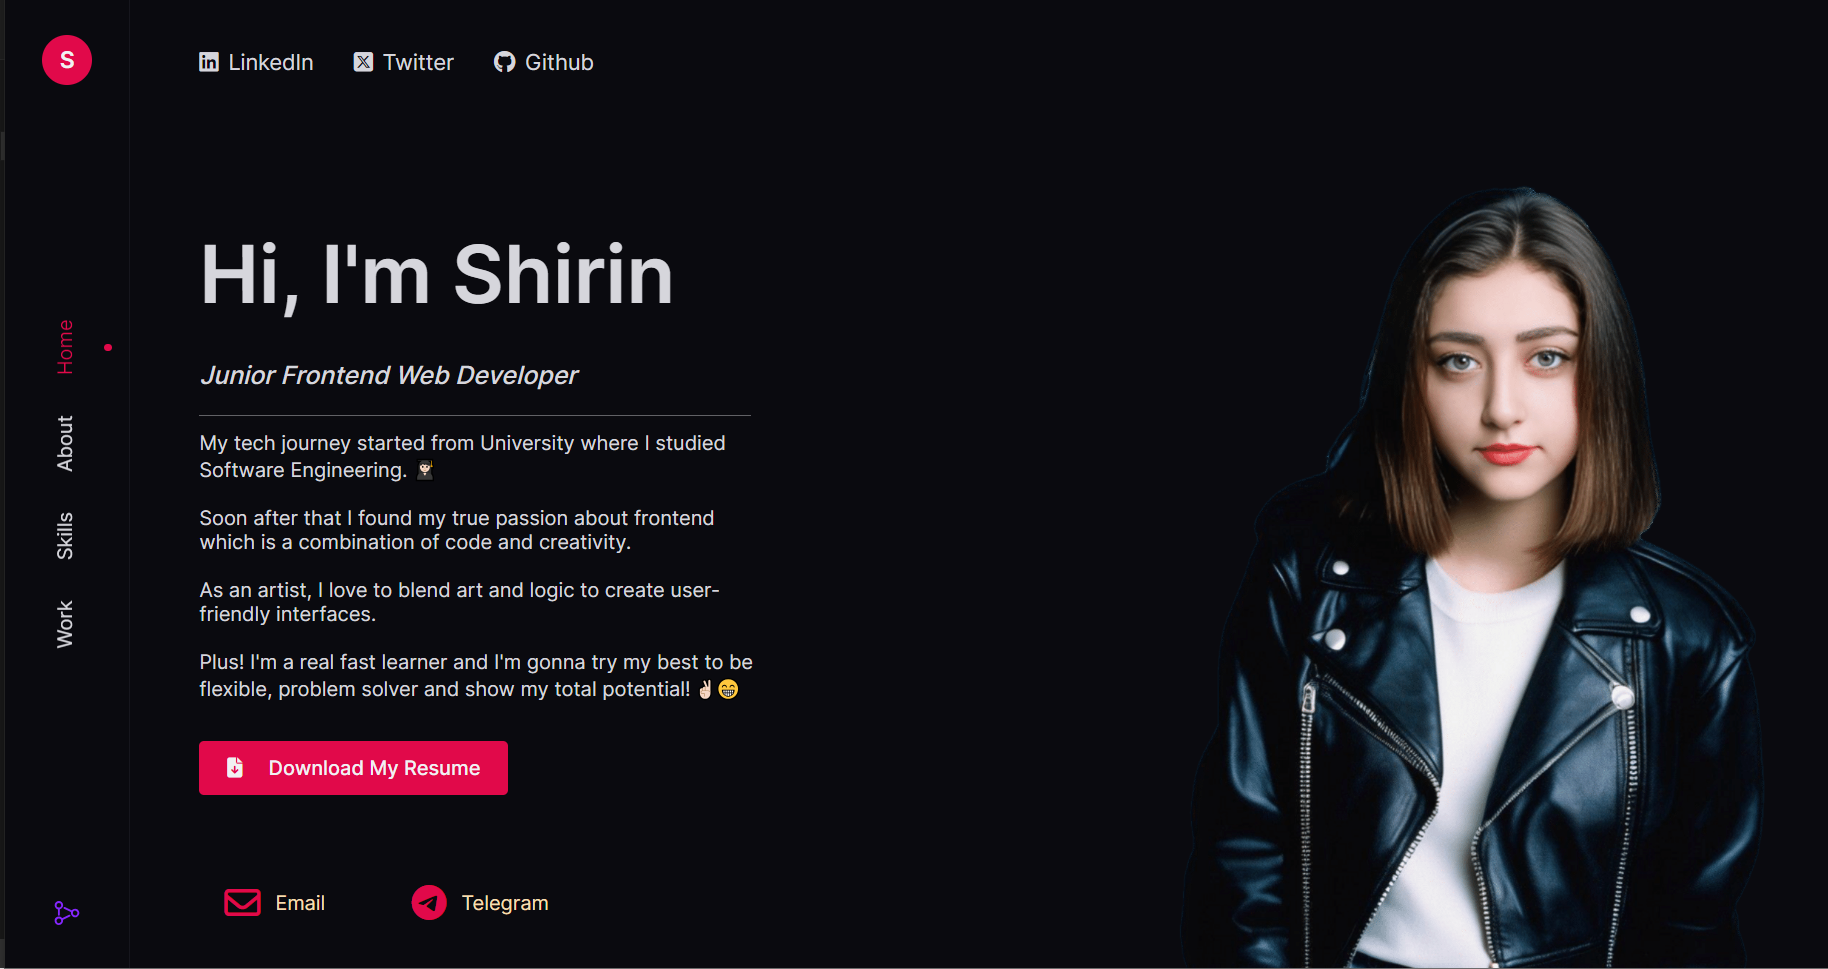 S
LinkedIn Twitter Github
Hi, I'm Shirin
Home
Junior Frontend Web Developer
About
My tech journey started from University where I studied
Software Engineering. 👩🏻‍🎓
Skills
Soon after that I found my true passion about frontend
which is a combination of code and creativity.
Work
As an artist, I love to blend art and logic to create user-
friendly interfaces.
Plus! I'm a real fast learner and I'm gonna try my best to be
flexible, problem solver and show my total potential! ✌🏻😁
Download My Resume
Email Telegram